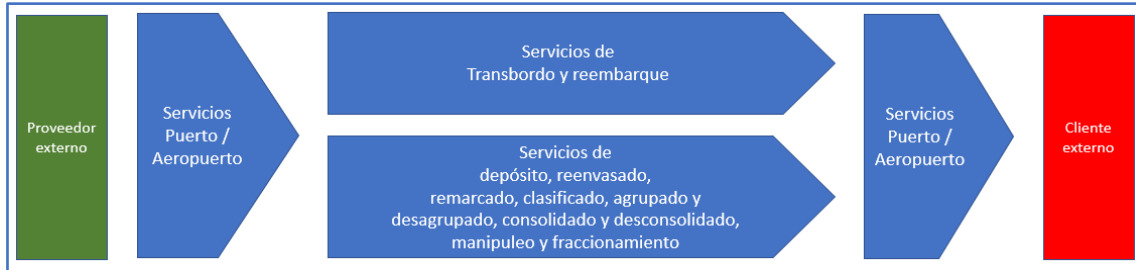 Proveedor
externo
Servicios
Puerto /
Aeropuerto
Servicios de
Transbordo y reembarque
Servicios de
depósito, reenvasado,
remarcado, clasificado, agrupado y
desagrupado, consolidado y desconsolidado,
manipuleo y fraccionamiento
Servicios
Puerto /
Aeropuerto
Cliente
externo